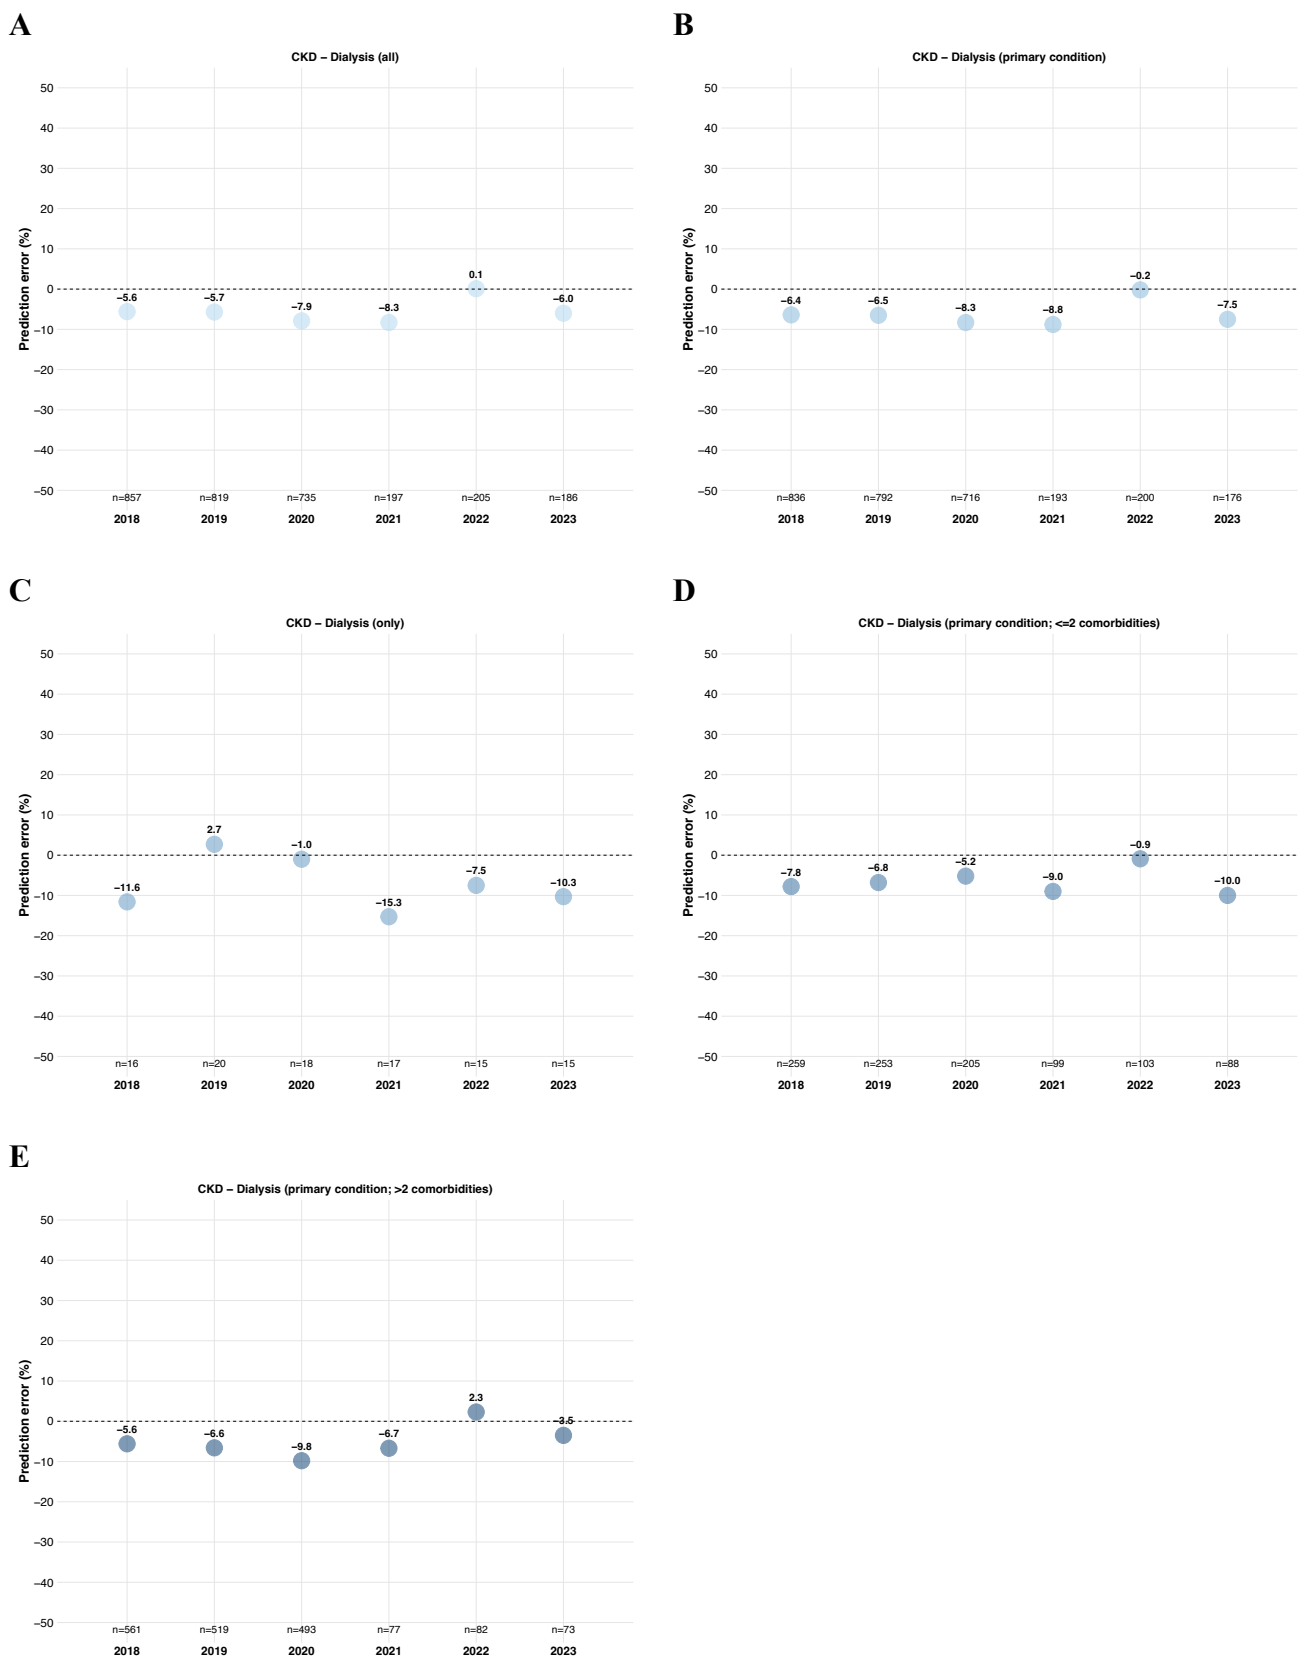 A
CKD – Dialysis (all)
Prediction error (%)
50
40
30
20
10
0
−10
−20
−30
−40
−50
−5.6
−5.7
−7.9
−8.3
0.1
−6.0
n=857
n=819
n=735
n=197
n=205
n=186
2018
2019
2020
2021
2022
2023
B
CKD – Dialysis (primary condition)
Prediction error (%)
50
40
30
20
10
0
−10
−20
−30
−40
−50
−6.4
−6.5
−8.3
−8.8
−0.2
−7.5
n=836
n=792
n=716
n=193
n=200
n=176
2018
2019
2020
2021
2022
2023
C
CKD – Dialysis (only)
Prediction error (%)
50
40
30
20
10
0
−10
−20
−30
−40
−50
−11.6
2.7
−1.0
−15.3
−7.5
−10.3
n=16
n=20
n=18
n=17
n=15
n=15
2018
2019
2020
2021
2022
2023
D
CKD – Dialysis (primary condition; <=2 comorbidities)
Prediction error (%)
50
40
30
20
10
0
−10
−20
−30
−40
−50
−7.8
−6.8
−5.2
−9.0
−0.9
−10.0
n=259
n=253
n=205
n=99
n=103
n=88
2018
2019
2020
2021
2022
2023
E
CKD – Dialysis (primary condition; >2 comorbidities)
Prediction error (%)
50
40
30
20
10
0
−10
−20
−30
−40
−50
−5.6
−6.6
−9.8
−6.7
2.3
−3.5
n=561
n=519
n=493
n=77
n=82
n=73
2018
2019
2020
2021
2022
2023